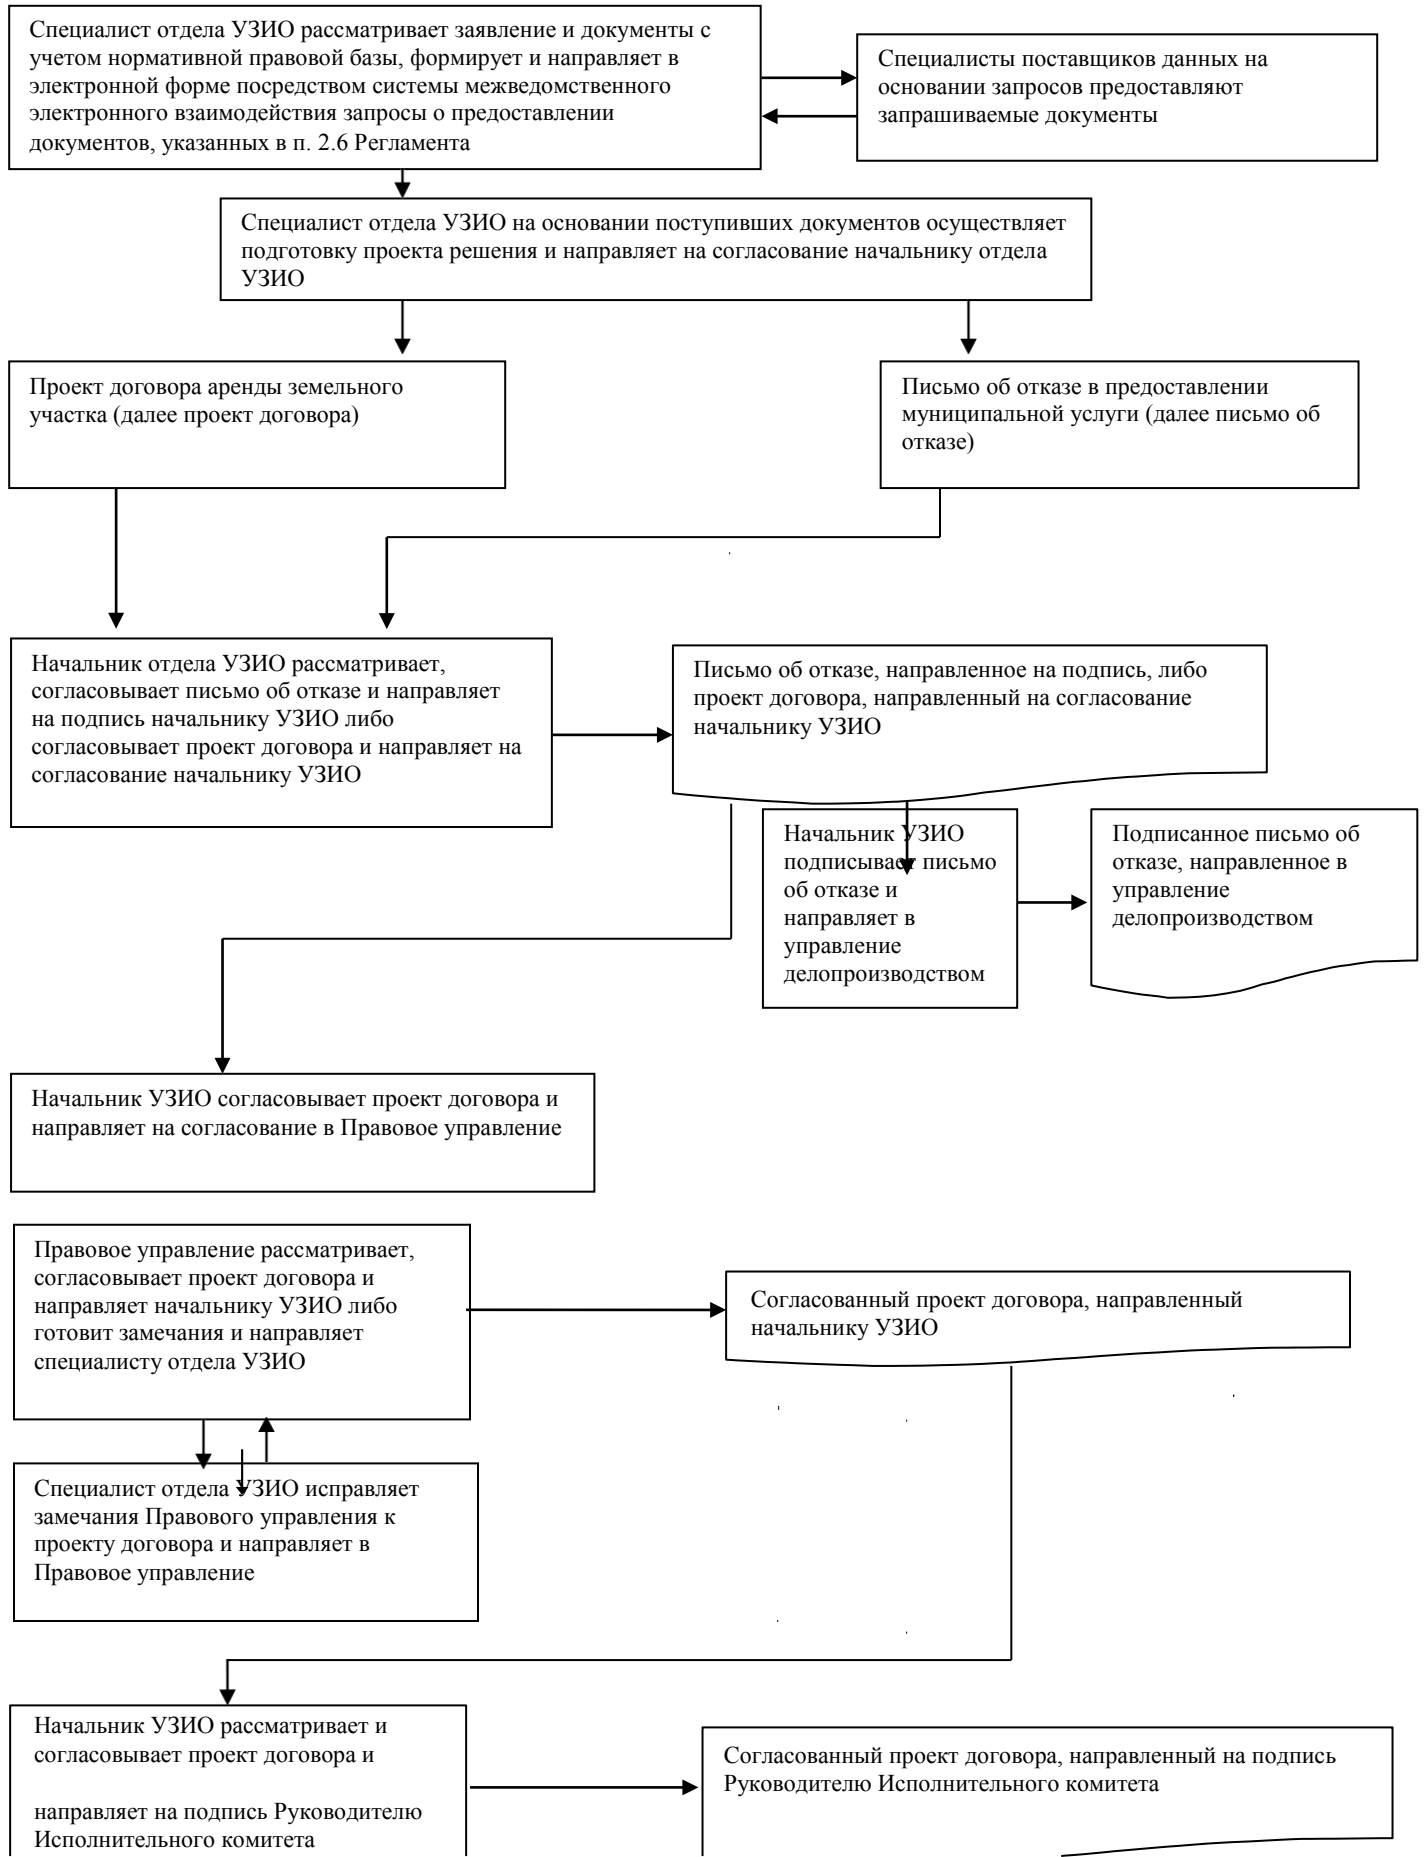 Специалист отдела УЗИО рассматривает заявление и документы с
учетом нормативной правовой базы, формирует и направляет в
электронной форме посредством системы межведомственного
электронного взаимодействия запросы о предоставлении
документов, указанных в п. 2.6 Регламента
Специалисты поставщиков данных на
основании запросов предоставляют
запрашиваемые документы
Специалист отдела УЗИО на основании поступивших документов осуществляет
подготовку проекта решения и направляет на согласование начальнику отдела
УЗИО
Проект договора аренды земельного
участка (далее проект договора)
Письмо об отказе в предоставлении
муниципальной услуги (далее письмо об
отказе)
Начальник отдела УЗИО рассматривает,
согласовывает письмо об отказе и направляет
на подпись начальнику УЗИО либо
согласовывает проект договора и направляет на
согласование начальнику УЗИО
Письмо об отказе, направленное на подпись, либо
проект договора, направленный на согласование
начальнику УЗИО
Начальник УЗИО
подписывает письмо
об отказе и
направляет в
управление
делопроизводством
Подписанное письмо об
отказе, направленное в
управление
делопроизводством
Начальник УЗИО согласовывает проект договора и
направляет на согласование в Правовое управление
Правовое управление рассматривает,
согласовывает проект договора и
направляет начальнику УЗИО либо
готовит замечания и направляет
специалисту отдела УЗИО
Согласованный проект договора, направленный
начальнику УЗИО
Специалист отдела УЗИО исправляет
замечания Правового управления к
проекту договора и направляет в
Правовое управление
Начальник УЗИО рассматривает и
согласовывает проект договора и
направляет на подпись Руководителю
Исполнительного комитета
Согласованный проект договора, направленный на подпись
Руководителю Исполнительного комитета